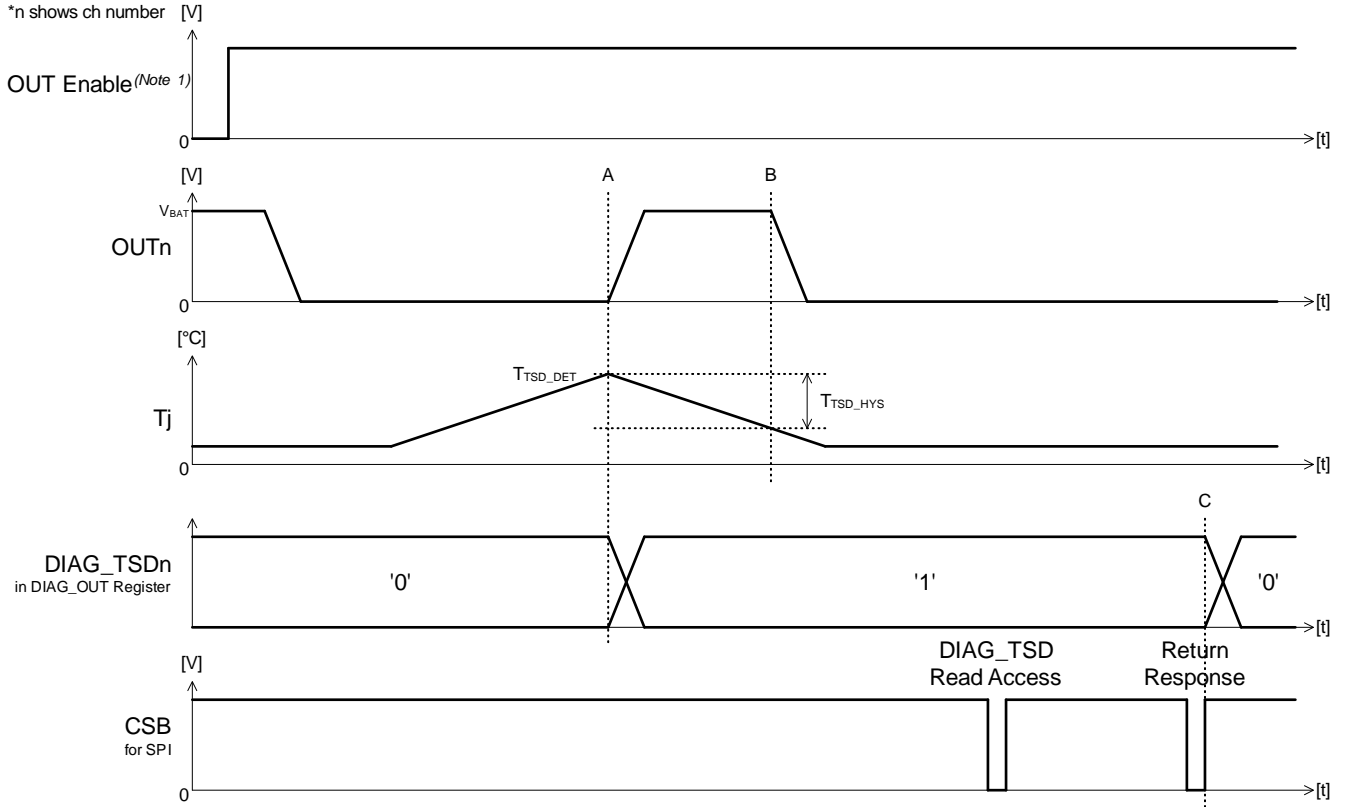 *n shows ch number [V]
OUT Enable(Note 1)
0
[t]
[V]
A
B
VBAT
OUTn
0
[t]
[°C]
TTSD_DET
TTSD_HYS
Tj
0
[t]
C
DIAG_TSDn
in DIAG_OUT Register
'0'
'1'
'0'
[t]
[V]
DIAG_TSD
Read Access
Return
Response
CSB
for SPI
0
[t]